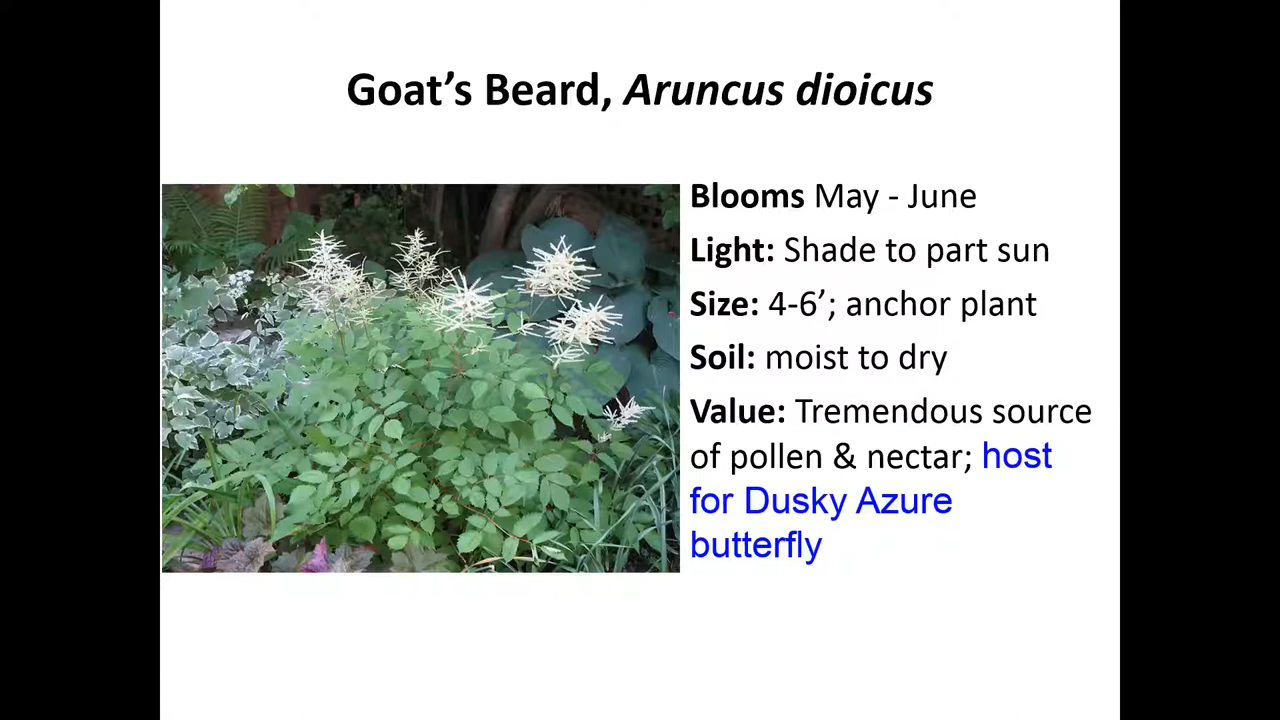 Goat’s Beard, Aruncus dioicus
Blooms May - June
Light: Shade to part sun
Size: 4-6’; anchor plant
Soil: moist to dry
Value: Tremendous source
of pollen & nectar; host
for Dusky Azure
butterfly